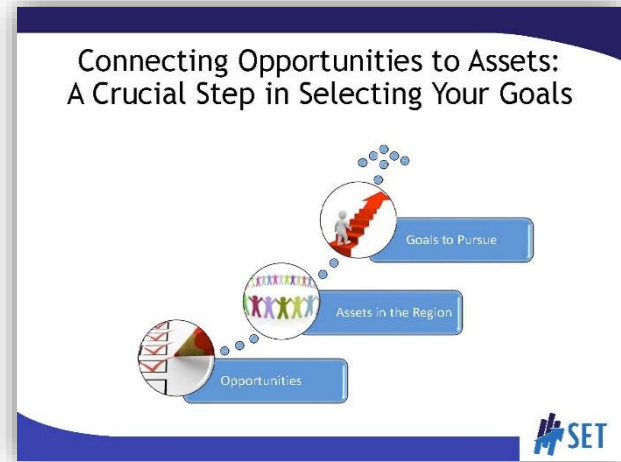 Connecting Opportunities to Assets:
A Crucial Step in Selecting Your Goals
Goals to Pursue
Assets in the Region
Opportunities
SET